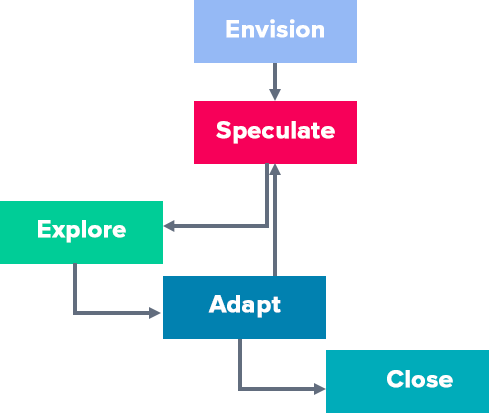 Envision
Speculate
Explore
Adapt
Close